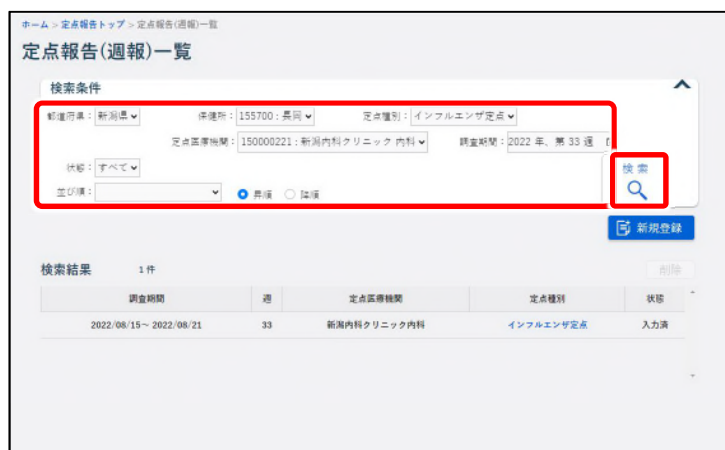 ホーム > 定点報告トップ > 定点報告(週報)一覧
定点報告(週報)一覧
検索条件
都道府県： 新潟県 保健所： 155700：長岡 定点種別： インフルエンザ定点
定点医療機関： 150000221：新潟内科クリニック 内科 調査期間： 2022 年、第 33 週
状態： すべて
検 索
並び順： 昇順 降順
新規登録
検索結果 1 件
削除
調査期間 週 定点医療機関 定点種別 状態
2022/08/15～ 2022/08/21 33 新潟内科クリニック内科 インフルエンザ定点 入力済